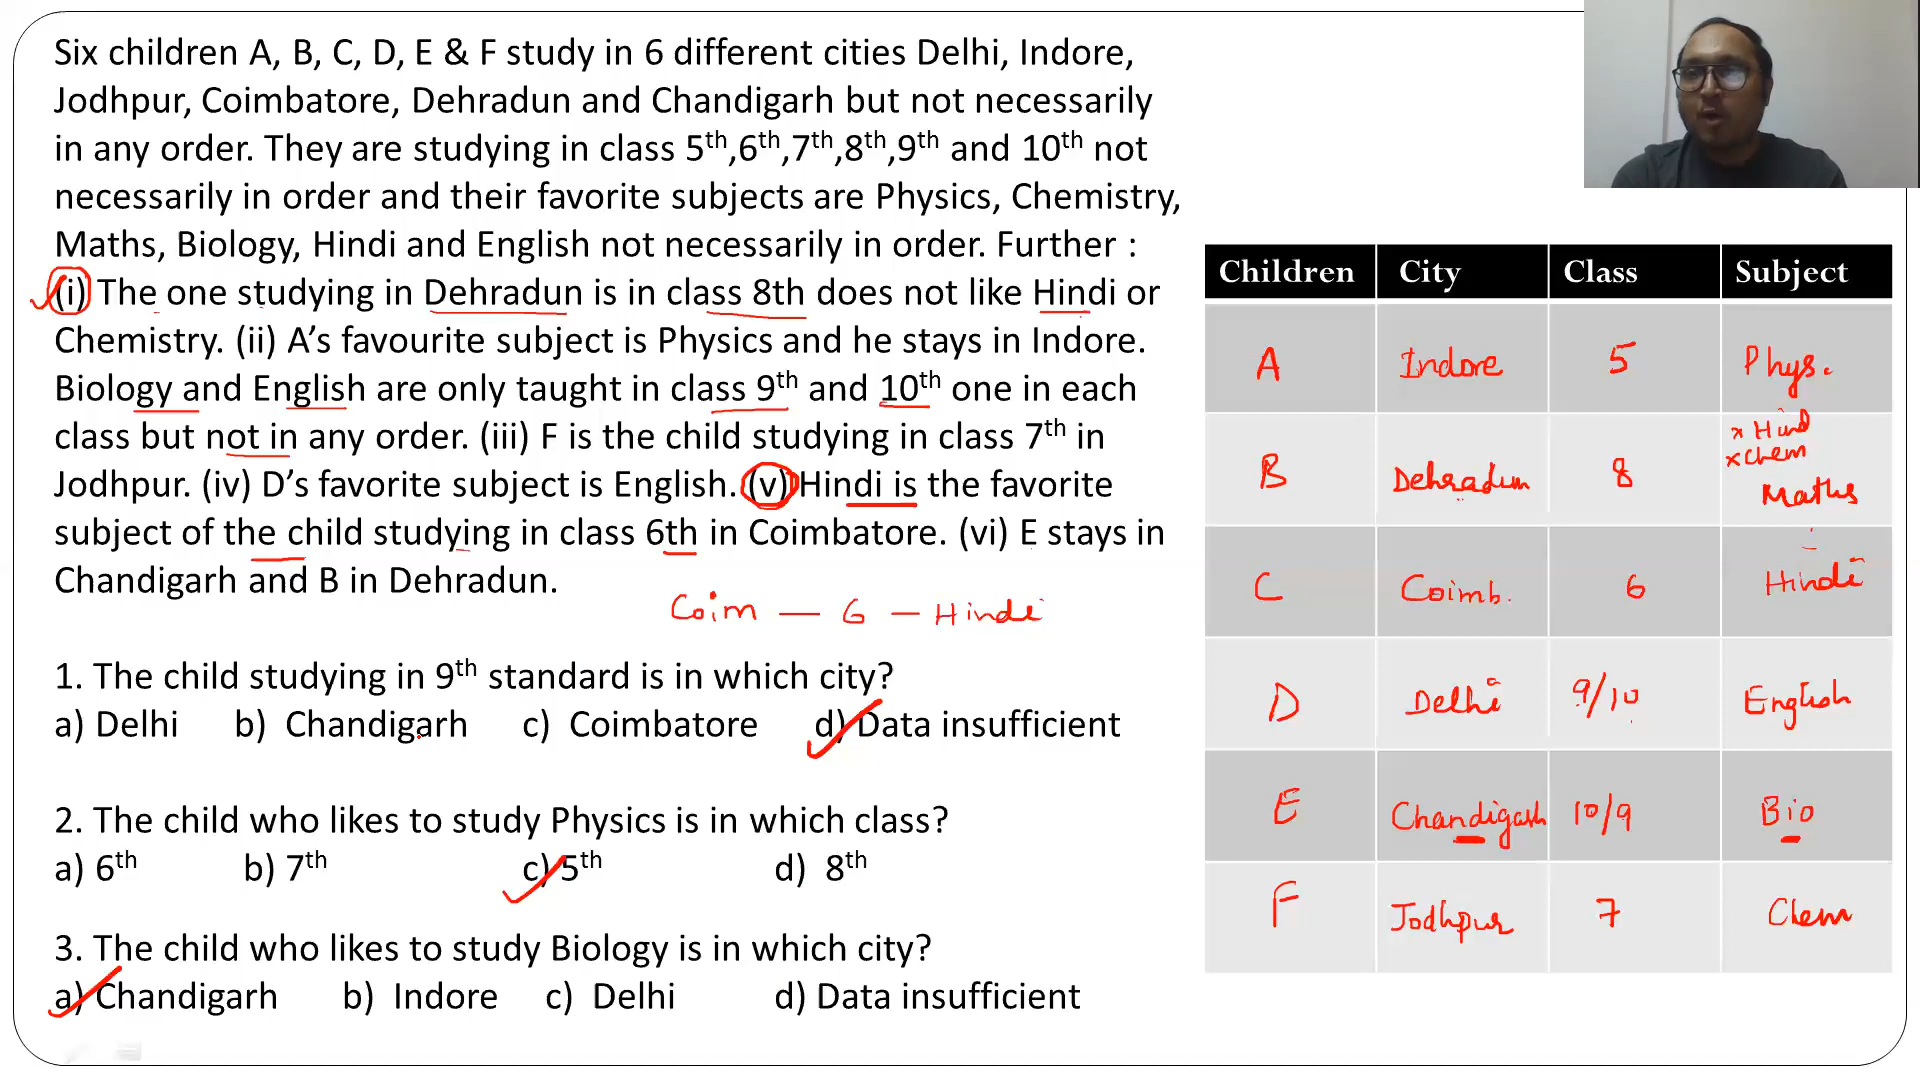 Six children A, B, C, D, E & F study in 6 different cities Delhi, Indore,
Jodhpur, Coimbatore, Dehradun and Chandigarh but not necessarily
in any order. They are studying in class 5th,6th,7th,8th,9th and 10th not
necessarily in order and their favorite subjects are Physics, Chemistry,
Maths, Biology, Hindi and English not necessarily in order. Further :
(i) The one studying in Dehradun is in class 8th does not like Hindi or
Chemistry. (ii) A’s favourite subject is Physics and he stays in Indore.
Biology and English are only taught in class 9th and 10th one in each
class but not in any order. (iii) F is the child studying in class 7th in
Jodhpur. (iv) D’s favorite subject is English. (v) Hindi is the favorite
subject of the child studying in class 6th in Coimbatore. (vi) E stays in
Chandigarh and B in Dehradun.
Coim — 6 — Hindi
1. The child studying in 9th standard is in which city?
a) Delhi b) Chandigarh c) Coimbatore d) Data insufficient
2. The child who likes to study Physics is in which class?
a) 6th b) 7th c) 5th d) 8th
3. The child who likes to study Biology is in which city?
a) Chandigarh b) Indore c) Delhi d) Data insufficient
Children City Class Subject
A Indore 5 Phys.
x Hind
x Chem
B Dehradun 8 Maths
C Coimb. 6 Hindi
D Delhi 9/10 English
E Chandigarh 10/9 Bio
F Jodhpur 7 Chem